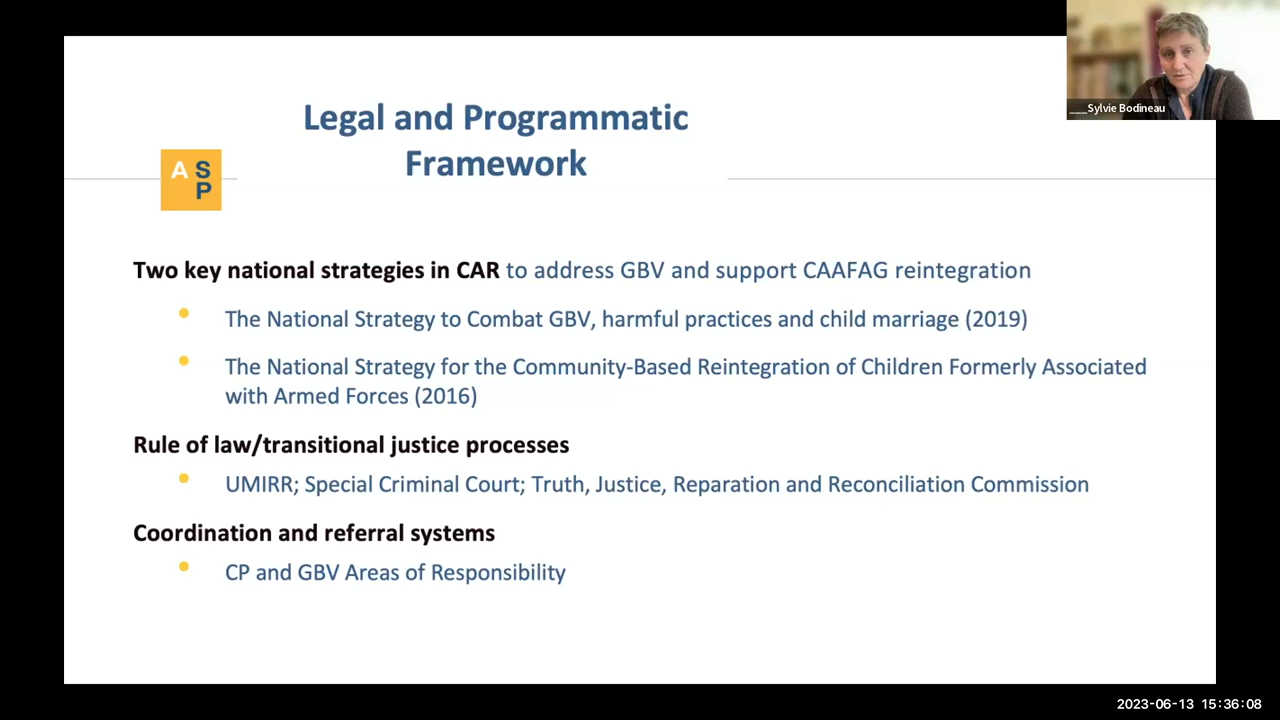 ___Sylvie Bodineau
Legal and Programmatic
Framework
A S
P
Two key national strategies in CAR to address GBV and support CAAFAG reintegration
• The National Strategy to Combat GBV, harmful practices and child marriage (2019)
• The National Strategy for the Community-Based Reintegration of Children Formerly Associated
with Armed Forces (2016)
Rule of law/transitional justice processes
• UMIRR; Special Criminal Court; Truth, Justice, Reparation and Reconciliation Commission
Coordination and referral systems
• CP and GBV Areas of Responsibility
2023-06-13 15:36:08